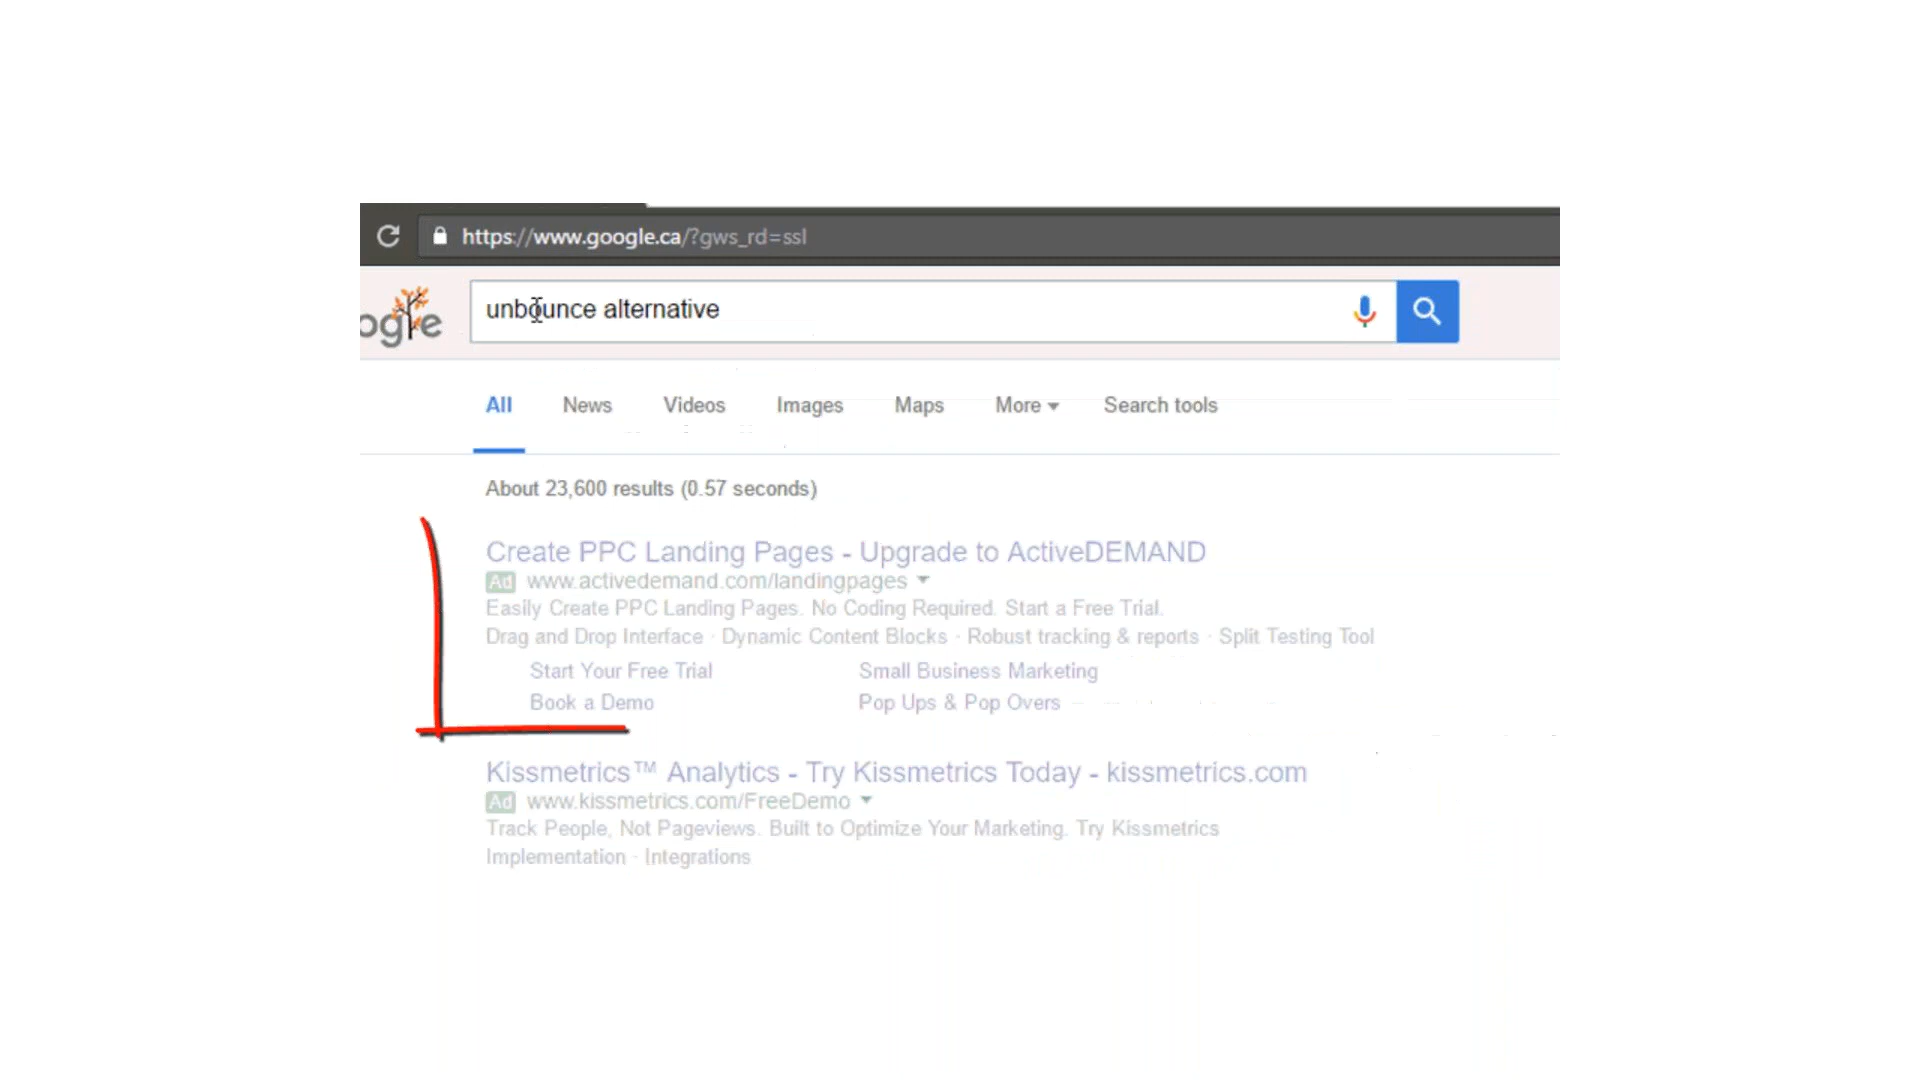 https://www.google.ca/?gws_rd=ssl
ogle
unbounce alternative
All News Videos Images Maps More Search tools
About 23,600 results (0.57 seconds)
Create PPC Landing Pages - Upgrade to ActiveDEMAND
Ad www.activedemand.com/landingpages
Easily Create PPC Landing Pages. No Coding Required. Start a Free Trial.
Drag and Drop Interface · Dynamic Content Blocks · Robust tracking & reports · Split Testing Tool
Start Your Free Trial Small Business Marketing
Book a Demo Pop Ups & Pop Overs
Kissmetrics™ Analytics - Try Kissmetrics Today - kissmetrics.com
Ad www.kissmetrics.com/FreeDemo
Track People, Not Pageviews. Built to Optimize Your Marketing. Try Kissmetrics
Implementation · Integrations